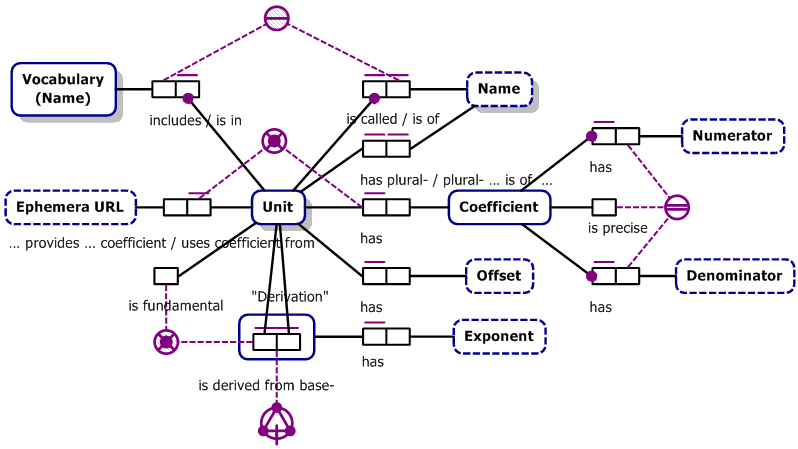 Vocabulary
(Name)
includes / is in
is called / is of
Name
has plural- / plural- ... is of ...
Numerator
has
Ephemera URL
Unit
Coefficient
has
is precise
... provides ... coefficient / uses coefficient from
is fundamental
Offset
has
Denominator
has
"Derivation"
Exponent
has
is derived from base-